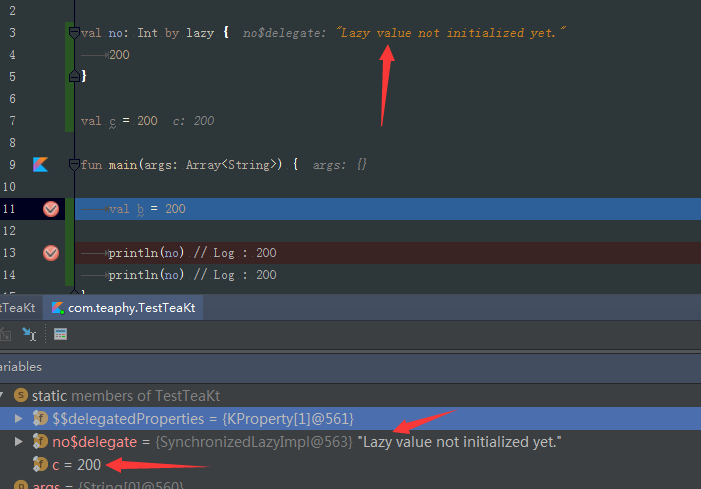 2
3 val no: Int by lazy { no$delegate: "Lazy value not initialized yet."
4 200
5 }
6
7 val c = 200 c: 200
8
9 fun main(args: Array<String>) { args: {}
10
11 val b = 200
12
13 println(no) // Log : 200
14 println(no) // Log : 200
tTeaKt com.teaphy.TestTeaKt
ariables
static members of TestTeaKt
$$delegatedProperties = {KProperty[1]@561}
no$delegate = {SynchronizedLazyImpl@563} "Lazy value not initialized yet."
c = 200
args = {String[0]@560}